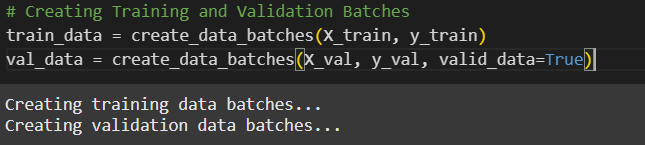 # Creating Training and Validation Batches
train_data = create_data_batches(X_train, y_train)
val_data = create_data_batches(X_val, y_val, valid_data=True)
Creating training data batches...
Creating validation data batches...